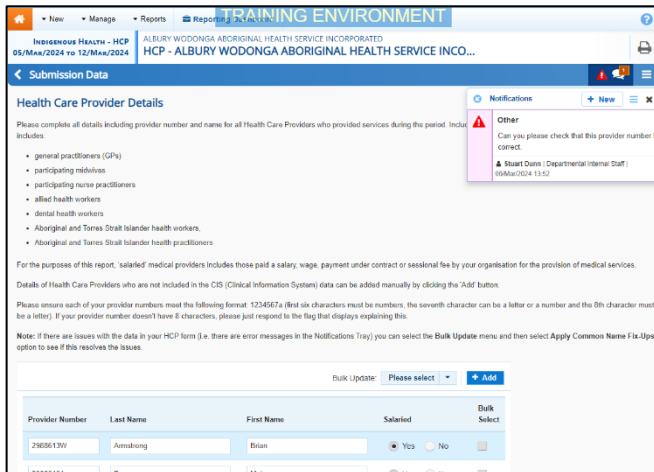 New Manage Reports Reporting Dashboard
TRAINING ENVIRONMENT
INDIGENOUS HEALTH - HCP
05/MAR/2024 TO 12/MAR/2024
ALBURY WODONGA ABORIGINAL HEALTH SERVICE INCORPORATED
HCP - ALBURY WODONGA ABORIGINAL HEALTH SERVICE INCO...
Submission Data
Health Care Provider Details
Notifications + New
Other
Can you please check that this provider number i
correct.
Stuart Dunn | Departmental Internal Staff |
06/Mar/2024 13:52
Please complete all details including provider number and name for all Health Care Providers who provided services during the period. Inclu
includes:
• general practitioners (GPs)
• participating midwives
• participating nurse practitioners
• allied health workers
• dental health workers
• Aboriginal and Torres Strait Islander health workers,
• Aboriginal and Torres Strait Islander health practitioners
For the purposes of this report, 'salaried' medical providers includes those paid a salary, wage, payment under contract or sessional fee by your organisation for the provision of medical services.
Details of Health Care Providers who are not included in the CIS (Clinical Information System) data can be added manually by clicking the 'Add' button.
Please ensure each of your provider numbers meet the following format: 1234567a (first six characters must be numbers, the seventh character can be a letter or a number and the 8th character must
be a letter). If your provider number doesn't have 8 characters, please just respond to the flag that displays explaining this.
Note: If there are issues with the data in your HCP form (i.e. there are error messages in the Notifications Tray) you can select the Bulk Update menu and then select Apply Common Name Fix-Ups
option to see if this resolves the issues.
Bulk Update: Please select + Add
Provider Number Last Name First Name Salaried Bulk Select
2988613W Armstrong Brian Yes No